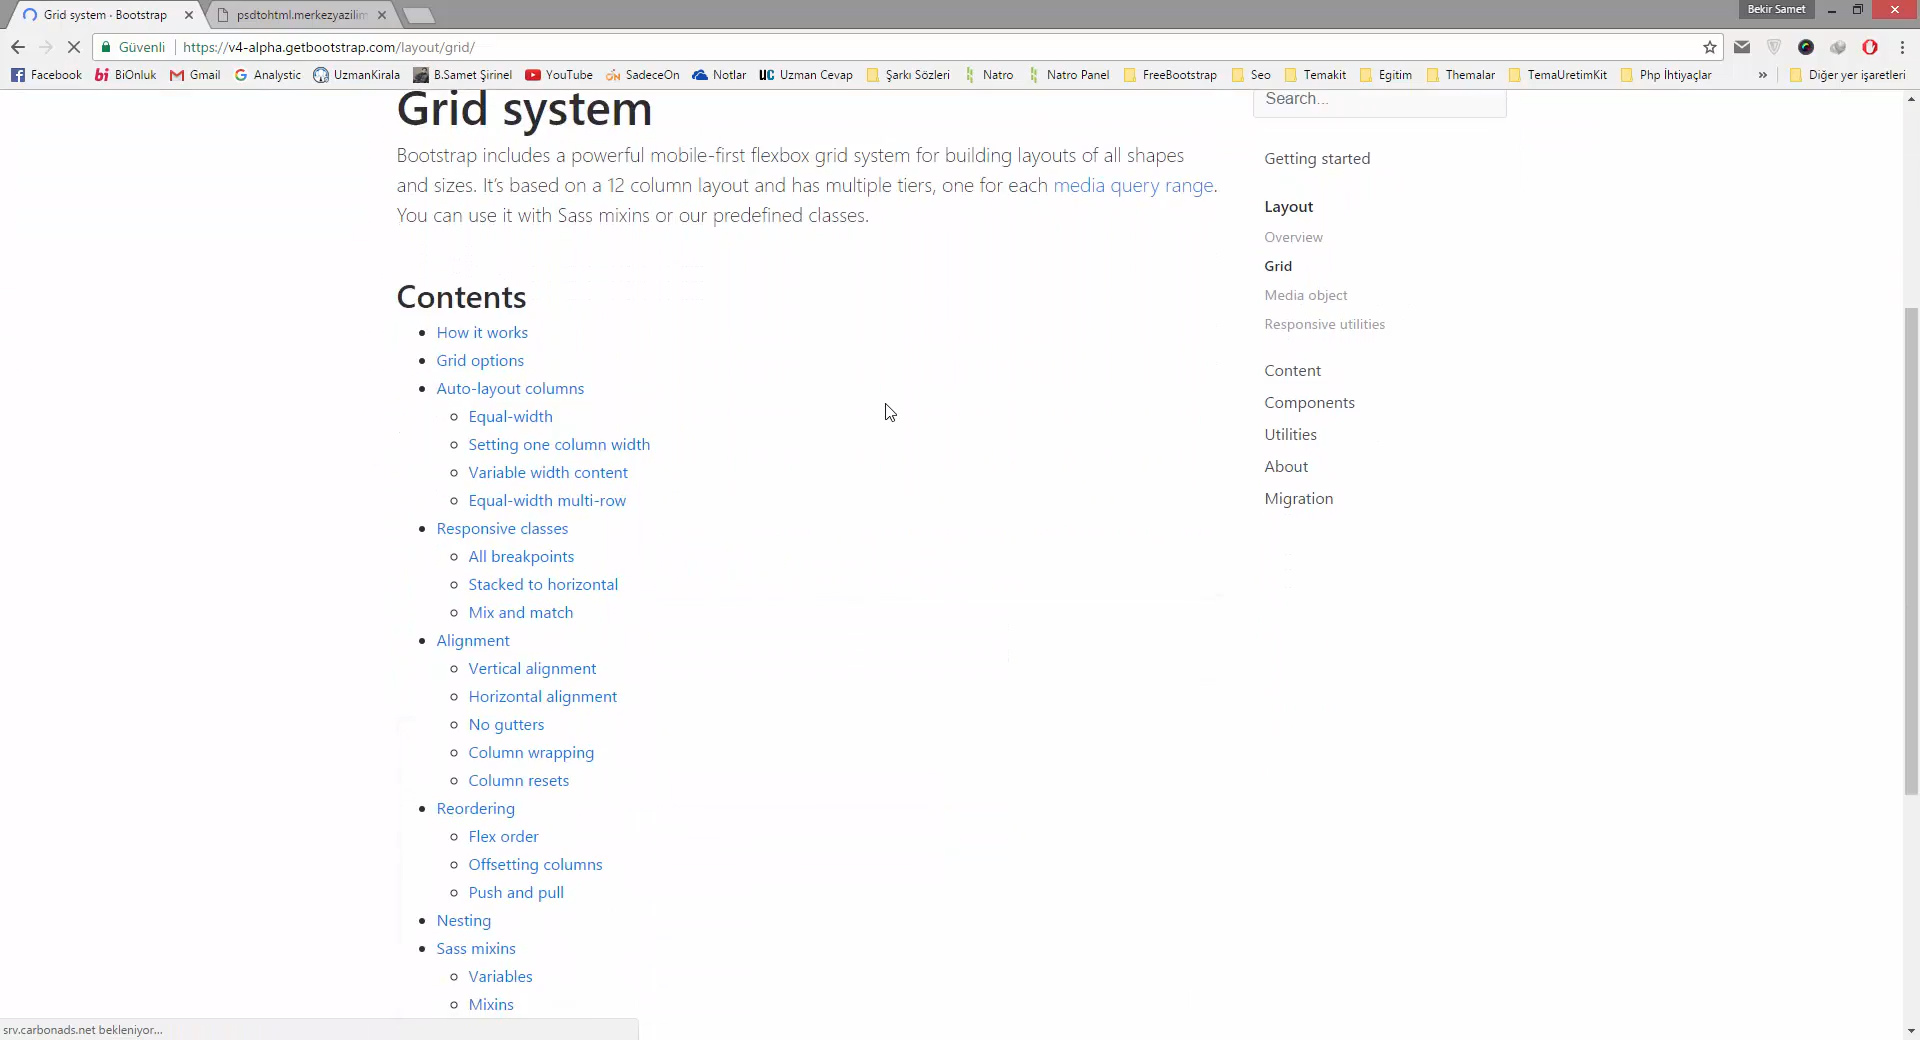 Grid system · Bootstrap
psdtohtml.merkezyazilim
Bekir Samet
Güvenli
https://v4-alpha.getbootstrap.com/layout/grid/
Facebook BiOnluk Gmail Analystic UzmanKirala B.Samet Şirinel YouTube SadeceOn Notlar Uzman Cevap Şarkı Sözleri Natro Natro Panel FreeBootstrap Seo Temakit Egitim Themalar TemaUretimKit Php İhtiyaçlar » Diğer yer işaretleri
Grid system
Bootstrap includes a powerful mobile-first flexbox grid system for building layouts of all shapes
and sizes. It’s based on a 12 column layout and has multiple tiers, one for each media query range.
You can use it with Sass mixins or our predefined classes.
Contents
How it works
Grid options
Auto-layout columns
Equal-width
Setting one column width
Variable width content
Equal-width multi-row
Responsive classes
All breakpoints
Stacked to horizontal
Mix and match
Alignment
Vertical alignment
Horizontal alignment
No gutters
Column wrapping
Column resets
Reordering
Flex order
Offsetting columns
Push and pull
Nesting
Sass mixins
Variables
Mixins
Search...
Getting started
Layout
Overview
Grid
Media object
Responsive utilities
Content
Components
Utilities
About
Migration
srv.carbonads.net bekleniyor...